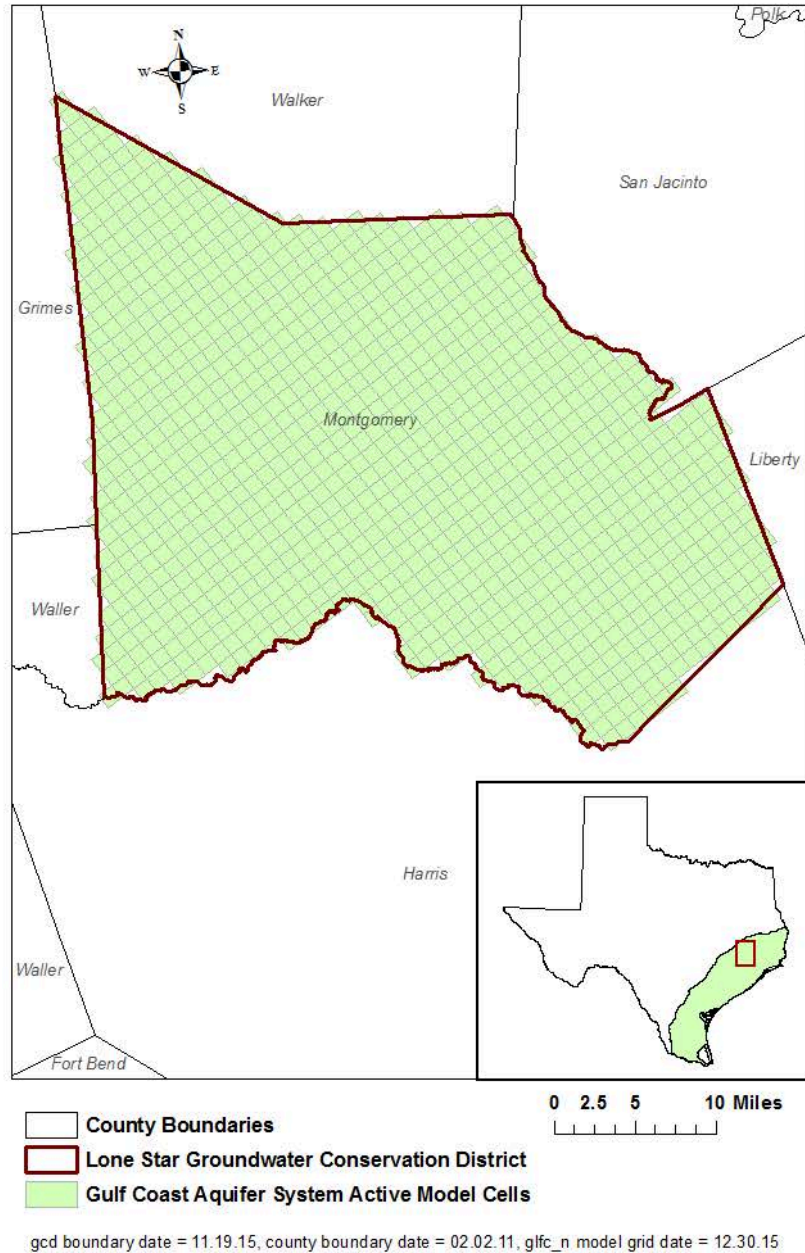 Polk
N
W E
S
Walker
San Jacinto
Grimes
Montgomery
Liberty
Waller
Harris
Waller
Fort Bend
0 2.5 5 10 Miles
County Boundaries
Lone Star Groundwater Conservation District
Gulf Coast Aquifer System Active Model Cells
gcd boundary date = 11.19.15, county boundary date = 02.02.11, glfc_n model grid date = 12.30.15